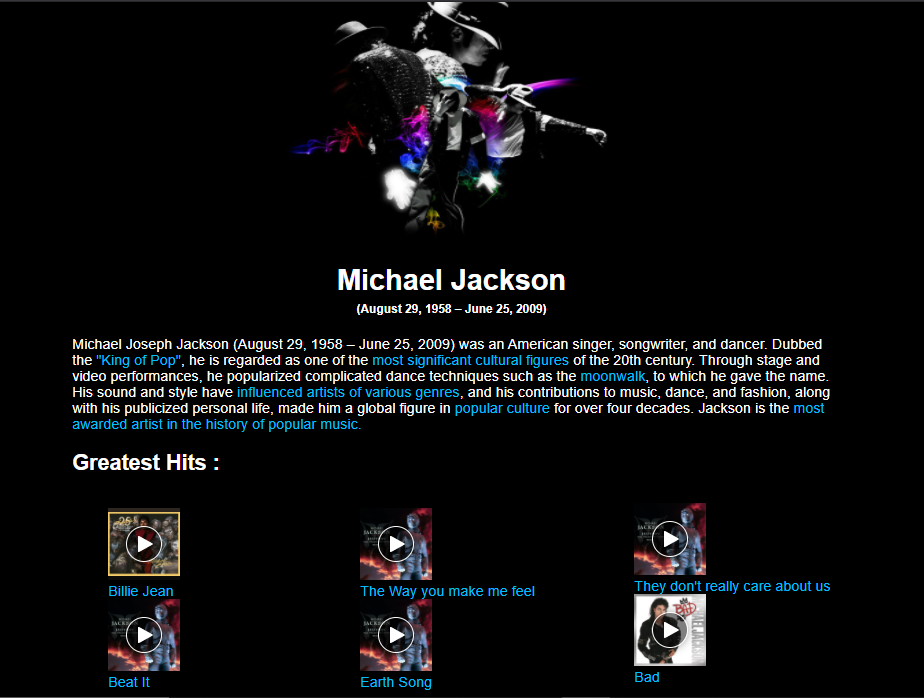 Michael Jackson
(August 29, 1958 – June 25, 2009)
Michael Joseph Jackson (August 29, 1958 – June 25, 2009) was an American singer, songwriter, and dancer. Dubbed
the "King of Pop", he is regarded as one of the most significant cultural figures of the 20th century. Through stage and
video performances, he popularized complicated dance techniques such as the moonwalk, to which he gave the name.
His sound and style have influenced artists of various genres, and his contributions to music, dance, and fashion, along
with his publicized personal life, made him a global figure in popular culture for over four decades. Jackson is the most
awarded artist in the history of popular music.
Greatest Hits :
25
BAD
Billie Jean
The Way you make me feel
They don't really care about us
Beat It
Earth Song
Bad